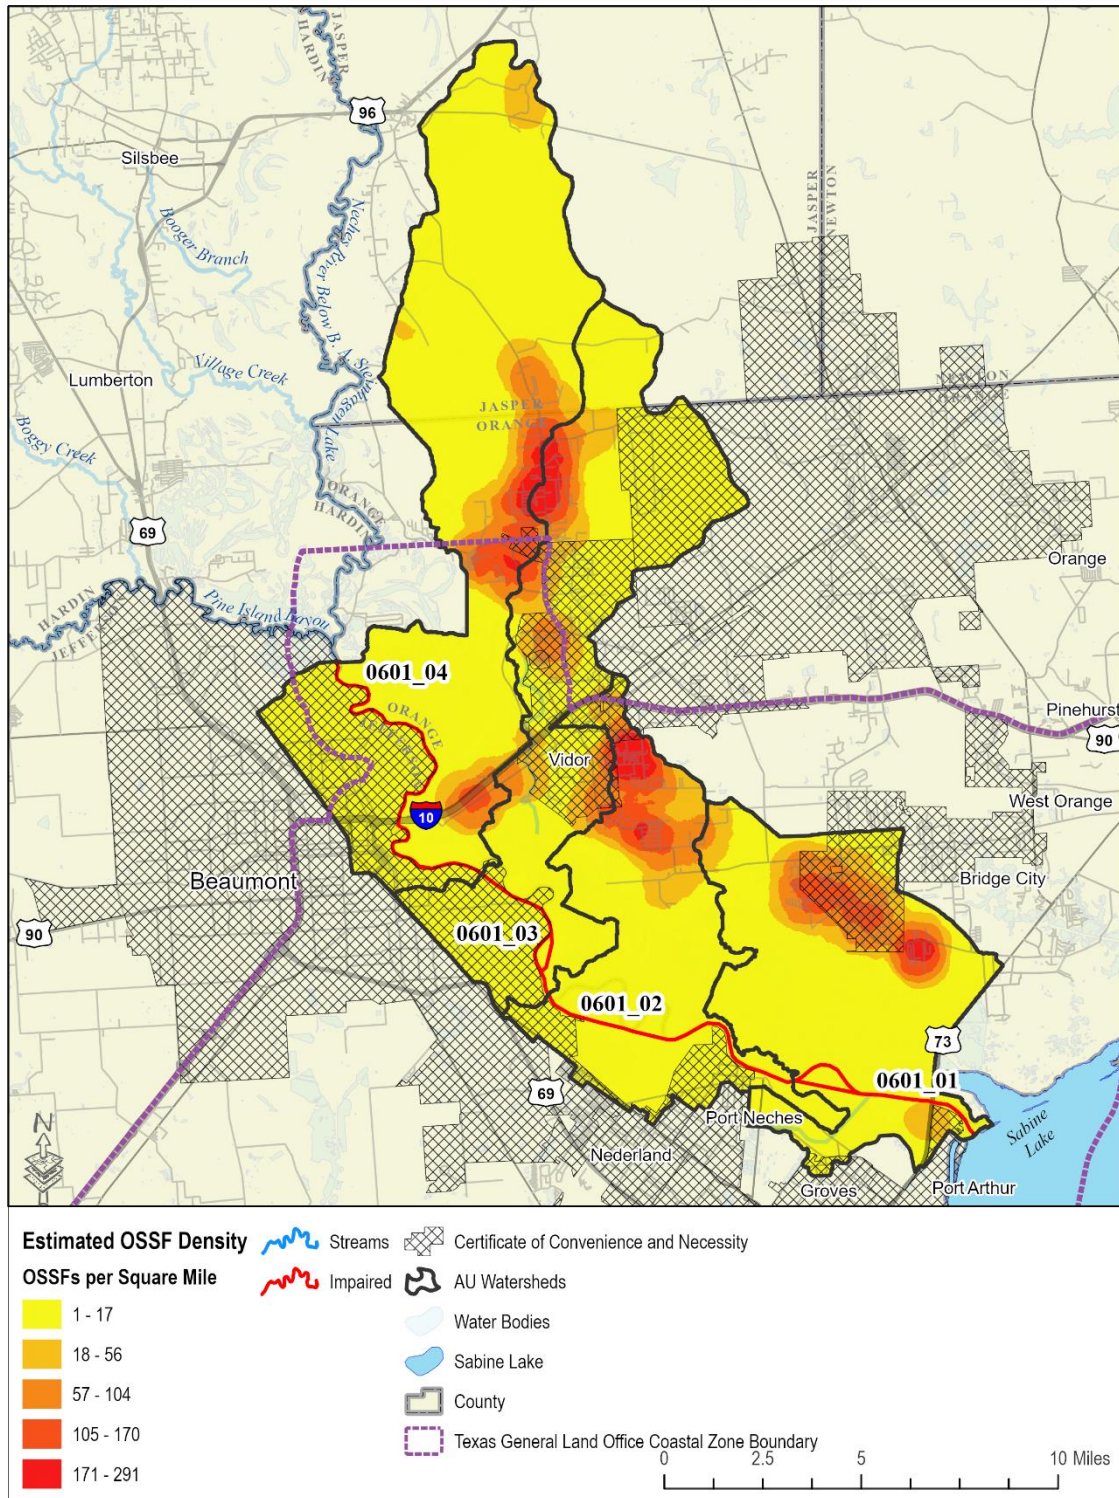 JASPER
HARDIN
96
Silsbee
Booger Branch
Neches River Below B. A. Steinhagen Lake
JASPER
NEWTON
Village Creek
Lumberton
NEWTON
ORANGE
JASPER
ORANGE
Boggy Creek
ORANGE
HARDIN
69
Orange
HARDIN
JEFFERSON
Pine Island Bayou
0601_04
ORANGE
JEFFERSON
Pinehurst
90
Vidor
10
West Orange
Beaumont
Bridge City
90
0601_03
0601_02
73
0601_01
69
Port Neches
Sabine
Lake
Nederland
Groves
Port Arthur
N
Estimated OSSF Density
OSSFs per Square Mile
1 - 17
18 - 56
57 - 104
105 - 170
171 - 291
Streams
Impaired
Certificate of Convenience and Necessity
AU Watersheds
Water Bodies
Sabine Lake
County
Texas General Land Office Coastal Zone Boundary
0 2.5 5 10 Miles